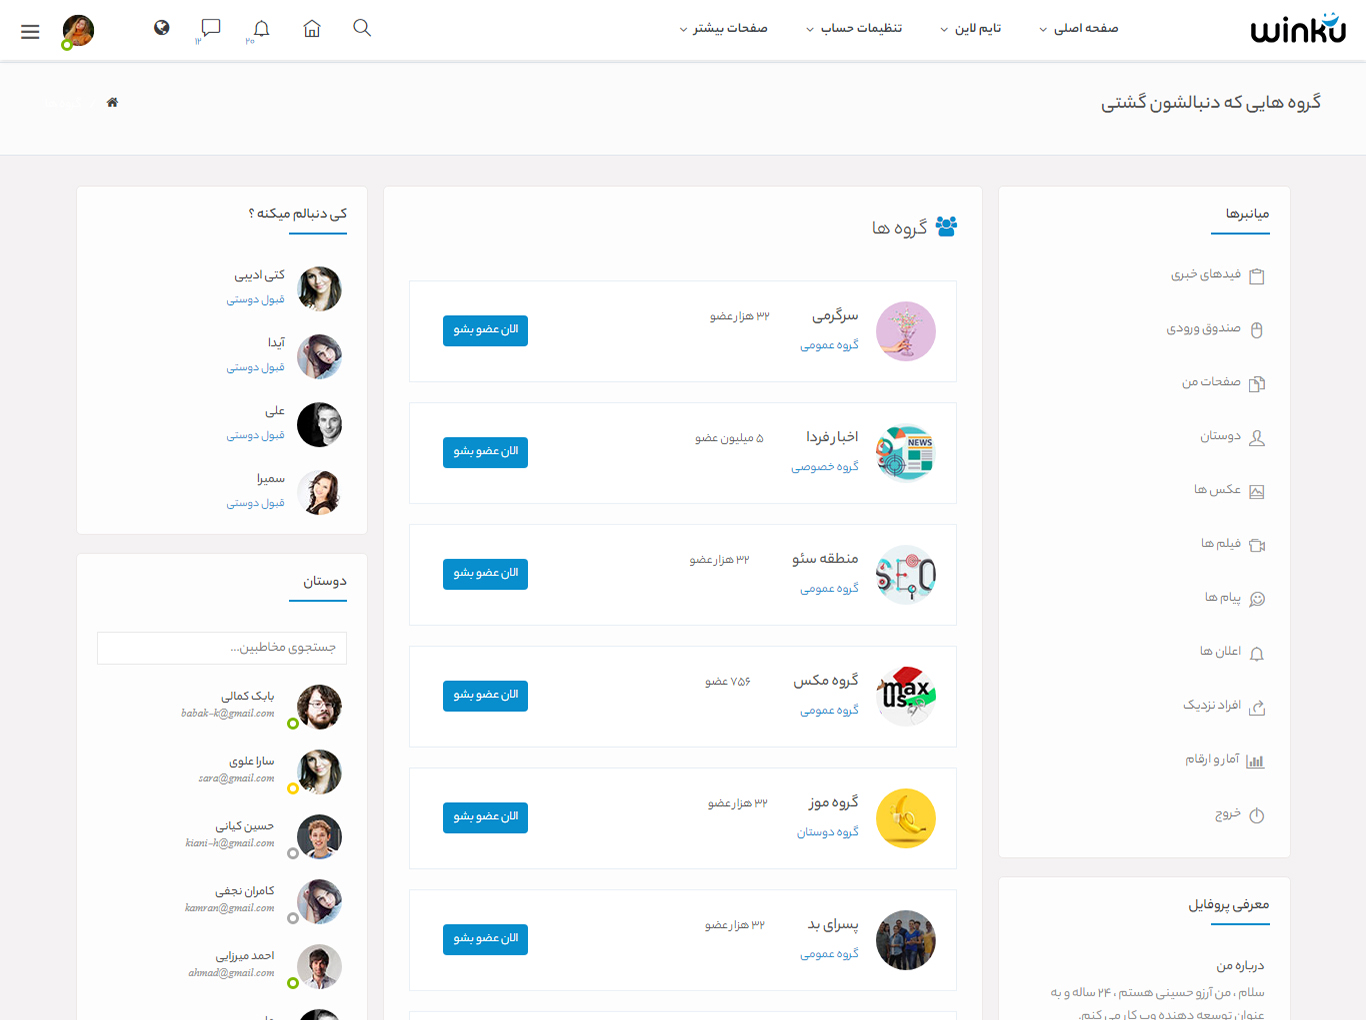 winku
صفحه اصلی
تایم لاین
تنظیمات حساب
صفحات بیشتر
۲۰
۱۲
گروه هایی که دنبالشون گشتی
میانبرها
فیدهای خبری
صندوق ورودی
صفحات من
دوستان
عکس ها
فیلم ها
پیام ها
اعلان ها
افراد نزدیک
آمار و ارقام
خروج
معرفی پروفایل
درباره من
سلام ، من آرزو حسینی هستم ، ۲۴ ساله و به
عنوان توسعه دهنده وب کار می کنم.
گروه ها
سرگرمی
۳۲ هزار عضو
گروه عمومی
الان عضو بشو
NEWS
اخبار فردا
۵ میلیون عضو
گروه خصوصی
الان عضو بشو
SEO
منطقه سئو
۳۲ هزار عضو
گروه عمومی
الان عضو بشو
max
us.
گروه مکس
۷۵۶ عضو
گروه عمومی
الان عضو بشو
گروه موز
۳۲ هزار عضو
گروه دوستان
الان عضو بشو
پسرای بد
۳۲ هزار عضو
گروه عمومی
الان عضو بشو
کی دنبالم میکنه ؟
کتی ادیبی
قبول دوستی
آیدا
قبول دوستی
علی
قبول دوستی
سمیرا
قبول دوستی
دوستان
جستجوی مخاطبین...
بابک کمالی
babak-k@gmail.com
سارا علوی
sara@gmail.com
حسین کیانی
kiani-h@gmail.com
کامران نجفی
kamran@gmail.com
احمد میرزایی
ahmad@gmail.com